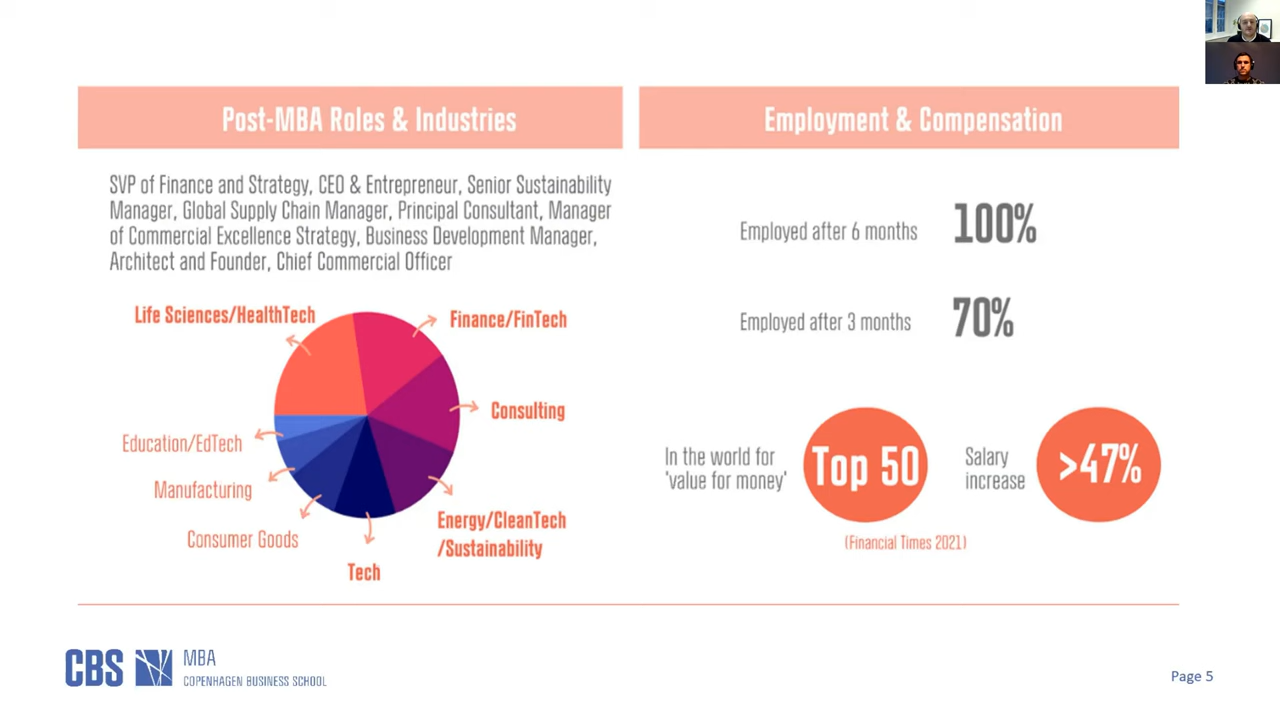 Post-MBA Roles & Industries
SVP of Finance and Strategy, CEO & Entrepreneur, Senior Sustainability
Manager, Global Supply Chain Manager, Principal Consultant, Manager
of Commercial Excellence Strategy, Business Development Manager,
Architect and Founder, Chief Commercial Officer
Life Sciences/HealthTech
Finance/FinTech
Consulting
Education/EdTech
Manufacturing
Consumer Goods
Energy/CleanTech
/Sustainability
Tech
Employment & Compensation
Employed after 6 months 100%
Employed after 3 months 70%
In the world for
'value for money'
Top 50
Salary
increase
>47%
(Financial Times 2021)
CBS MBA
COPENHAGEN BUSINESS SCHOOL
Page 5